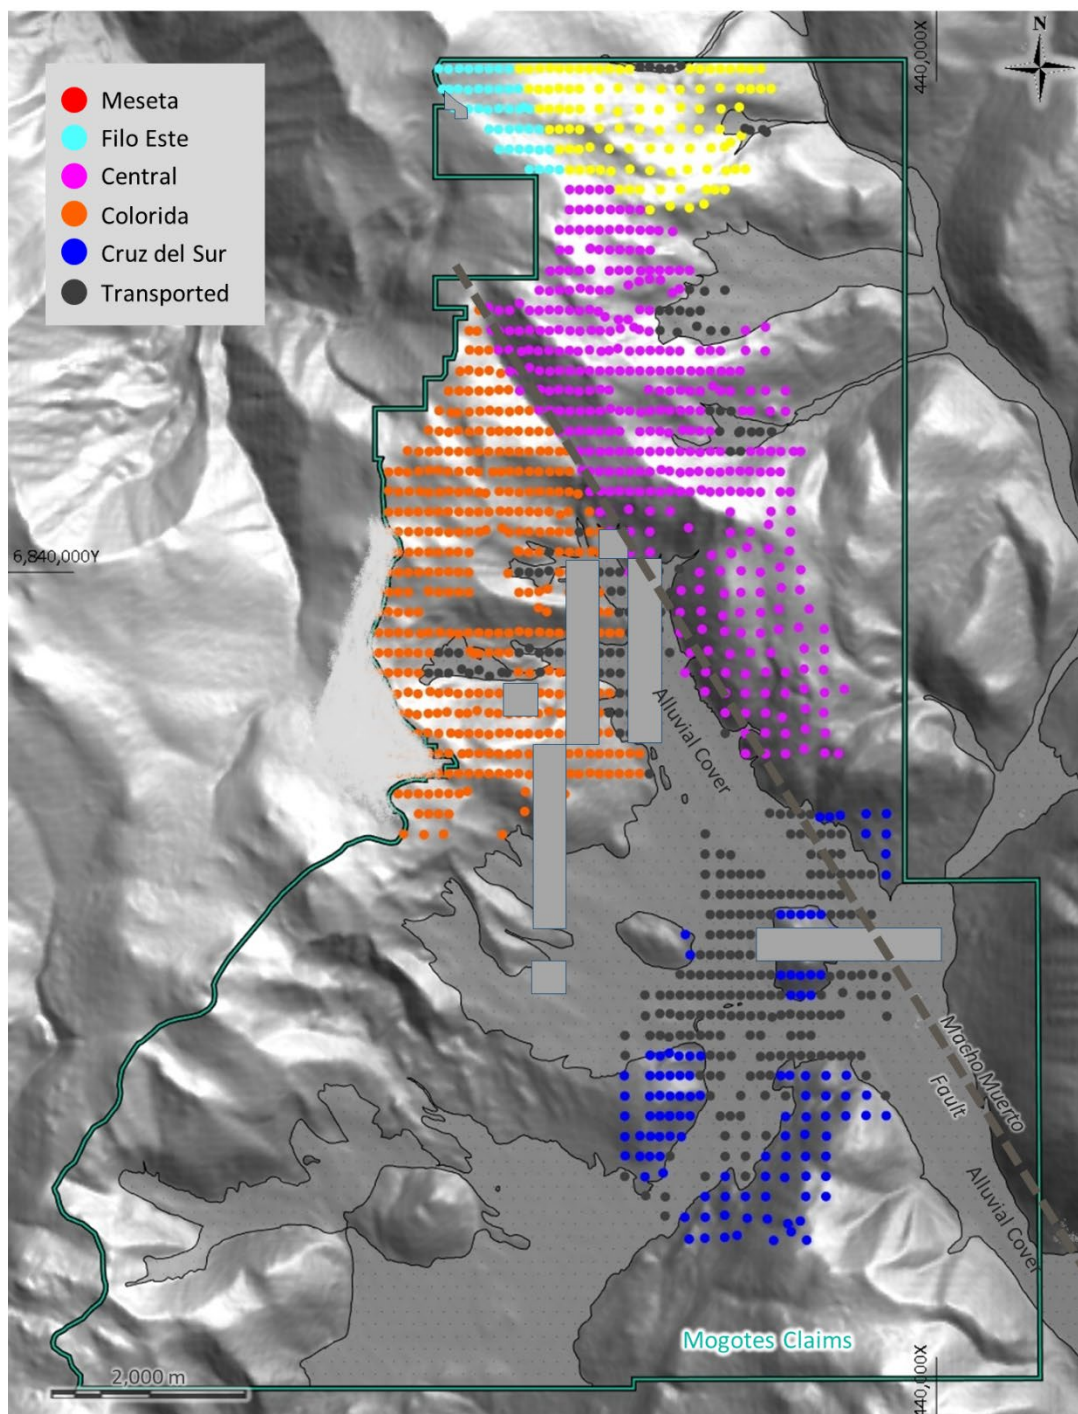 N
440,000X
Meseta
Filo Este
Central
Colorida
Cruz del Sur
Transported
6,840,000Y
Alluvial Cover
Macho Muerto
Fault
Alluvial Cover
Mogotes Claims
2,000 m
440,000X